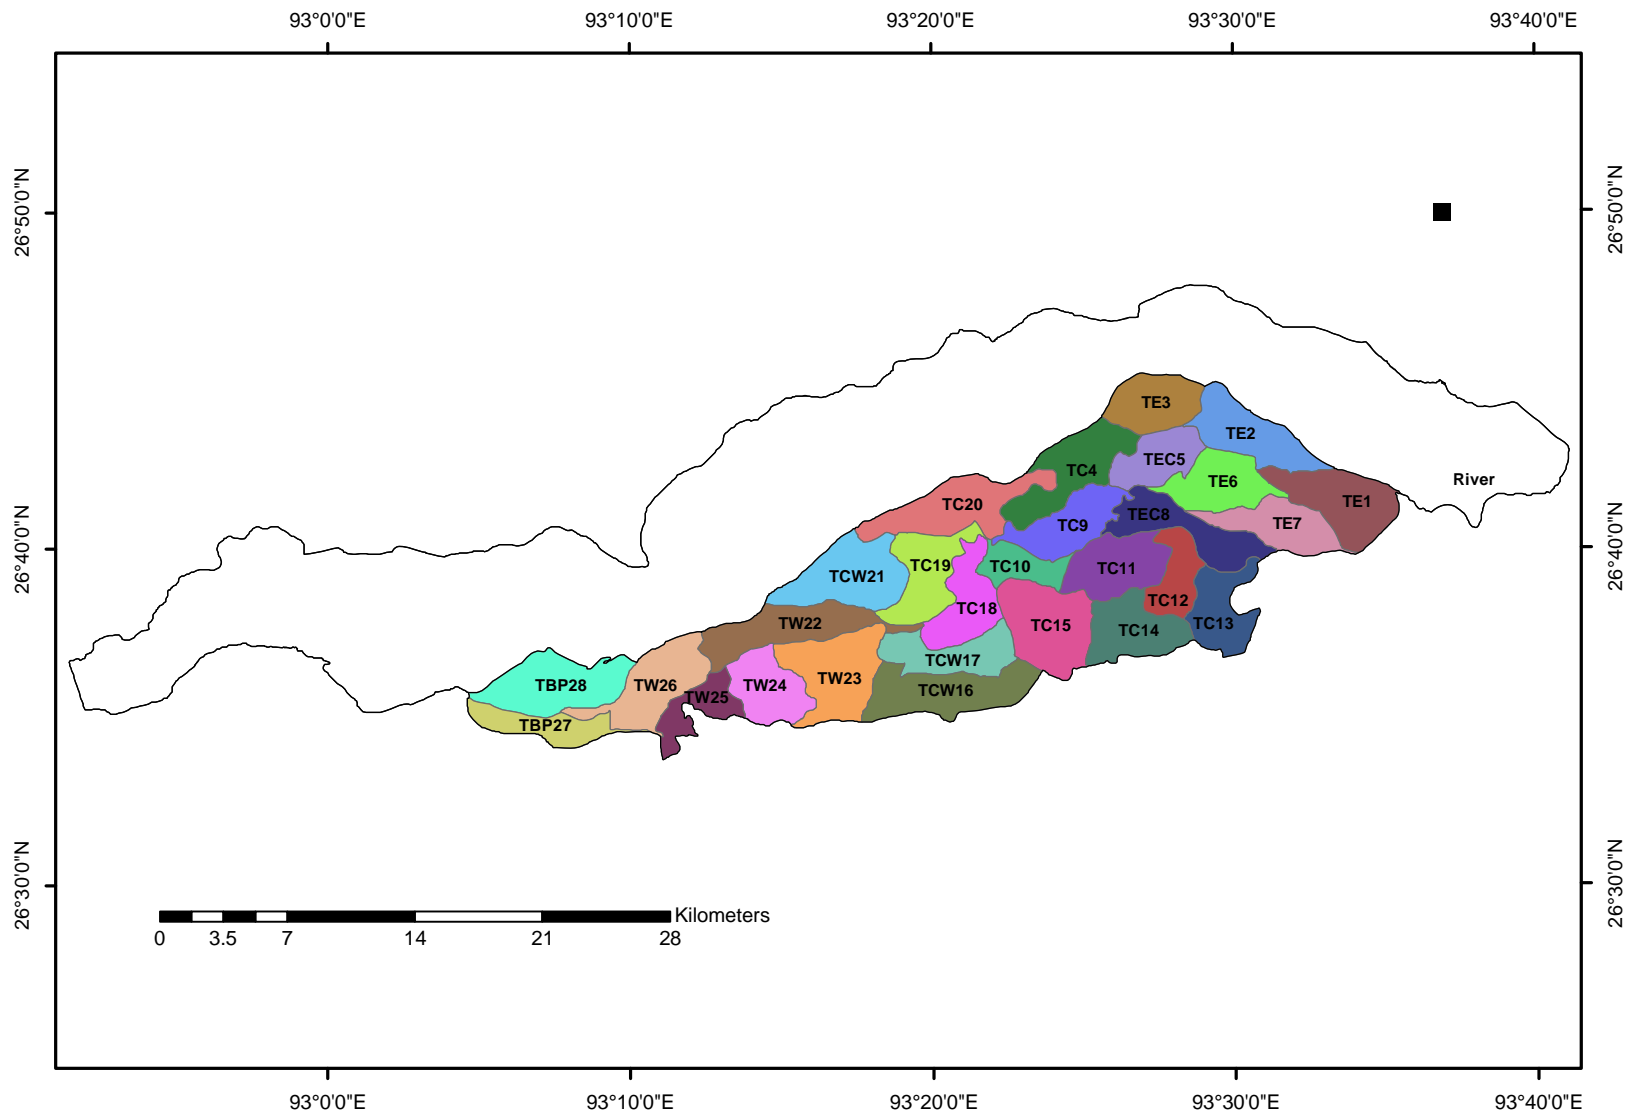 93°0'0"E 93°10'0"E 93°20'0"E 93°30'0"E 93°40'0"E
26°50'0"N
26°50'0"N
TE3
TE2
TEC5
TC4
TE6
River
TE1
TC20
TEC8
TE7
TC9
26°40'0"N
26°40'0"N
TC19
TC10
TC11
TCW21
TC12
TC18
TW22
TC15
TC14
TC13
TCW17
TW23
TBP28
TW26
TW24
TCW16
TW25
TBP27
26°30'0"N
26°30'0"N
Kilometers
0 3.5 7 14 21 28
93°0'0"E 93°10'0"E 93°20'0"E 93°30'0"E 93°40'0"E